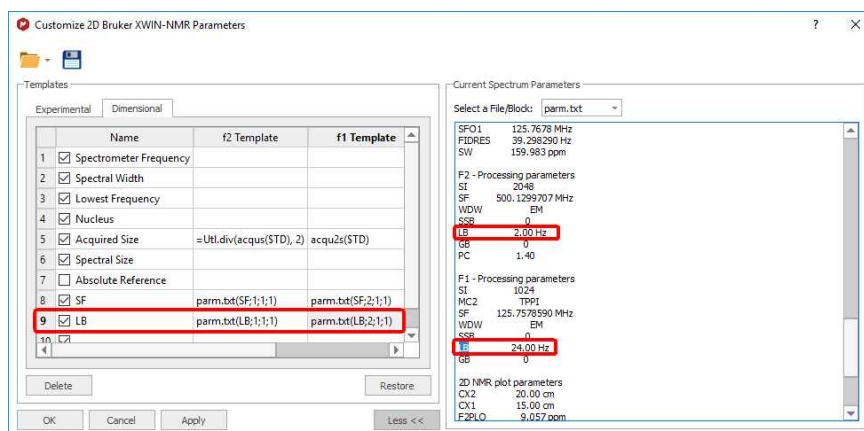 Customize 2D Bruker XWIN-NMR Parameters
? X
Templates
Experimental Dimensional
Name f2 Template f1 Template
1 Spectrometer Frequency
2 Spectral Width
3 Lowest Frequency
4 Nucleus
5 Acquired Size =Utl.div(acqus($TD), 2) acqu2s($TD)
6 Spectral Size
7 Absolute Reference
8 SF parm.txt(SF;1;1;1) parm.txt(SF;2;1;1)
9 LB parm.txt(LB;1;1;1) parm.txt(LB;2;1;1)
10
Delete Restore
OK Cancel Apply Less <<
Current Spectrum Parameters
Select a File/Block: parm.txt
SFO1 125.7678 MHz
FIDRES 39.298290 Hz
SW 159.983 ppm
F2 - Processing parameters
SI 2048
SF 500.1299707 MHz
WDW EM
SSB 0
LB 2.00 Hz
GB 0
PC 1.40
F1 - Processing parameters
SI 1024
MC2 TPPI
SF 125.7578590 MHz
WDW EM
SSB 0
LB 24.00 Hz
GB 0
2D NMR plot parameters
CX2 20.00 cm
CX1 15.00 cm
F2PLO 9.057 ppm